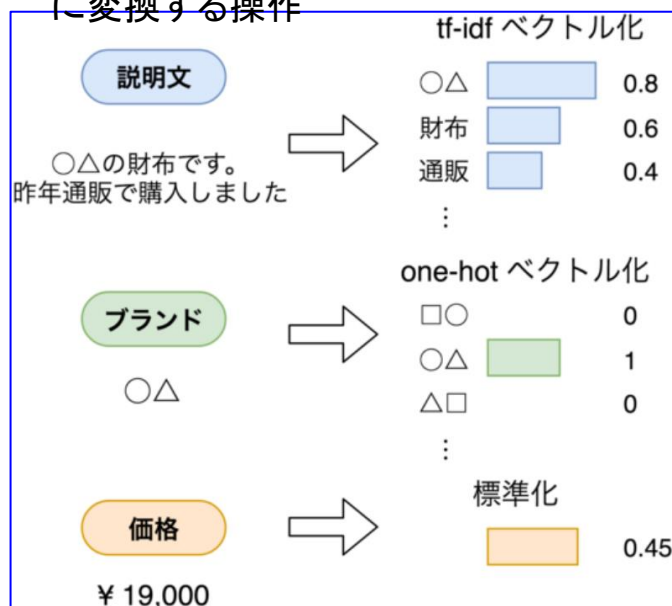 に変換する操作
tf-idf ベクトル化
説明文
○△の財布です。
昨年通販で購入しました
○△ 0.8
財布 0.6
通販 0.4
⋮
one-hot ベクトル化
ブランド
○△
□○ 0
○△ 1
△□ 0
⋮
標準化
価格
¥ 19,000
0.45